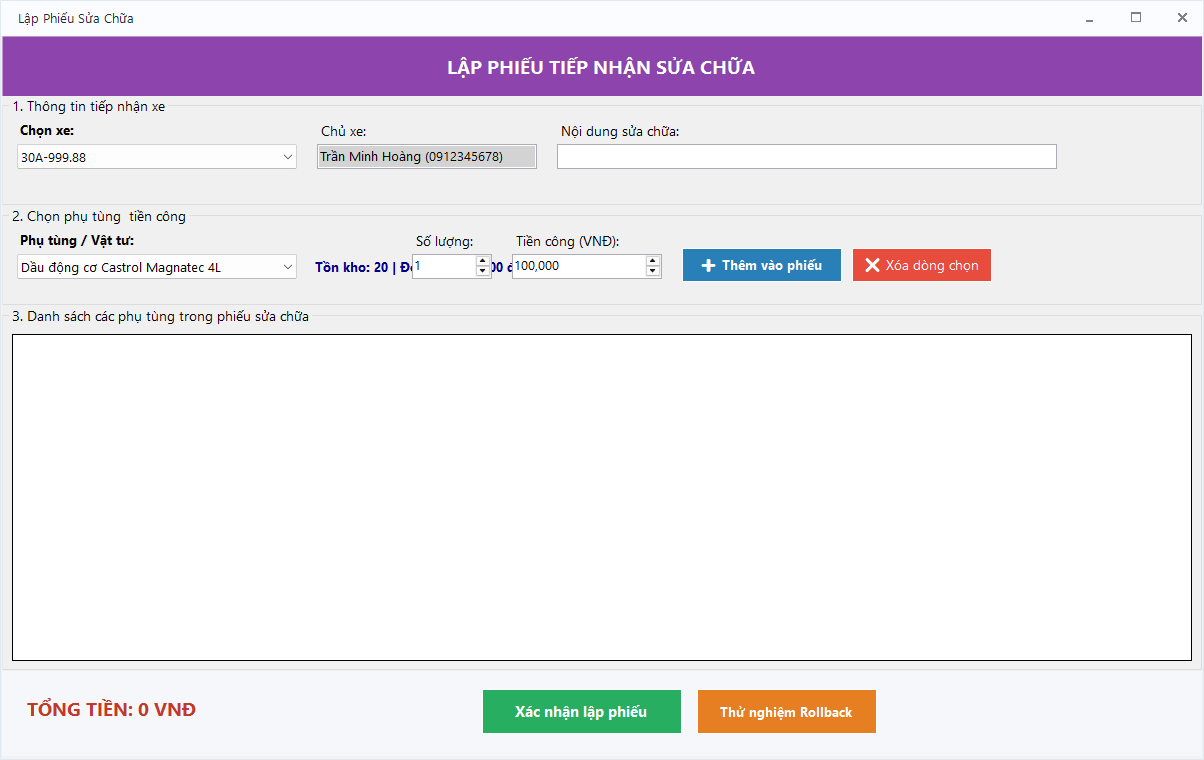 Lập Phiếu Sửa Chữa
LẬP PHIẾU TIẾP NHẬN SỬA CHỮA
1. Thông tin tiếp nhận xe
Chọn xe: Chủ xe: Nội dung sửa chữa:
30A-999.88 Trần Minh Hoàng (0912345678)
2. Chọn phụ tùng tiền công
Phụ tùng / Vật tư: Số lượng: Tiền công (VNĐ):
Dầu động cơ Castrol Magnatec 4L Tồn kho: 20 | 1 100,000 Thêm vào phiếu Xóa dòng chọn
3. Danh sách các phụ tùng trong phiếu sửa chữa
TỔNG TIỀN: 0 VNĐ Xác nhận lập phiếu Thử nghiệm Rollback